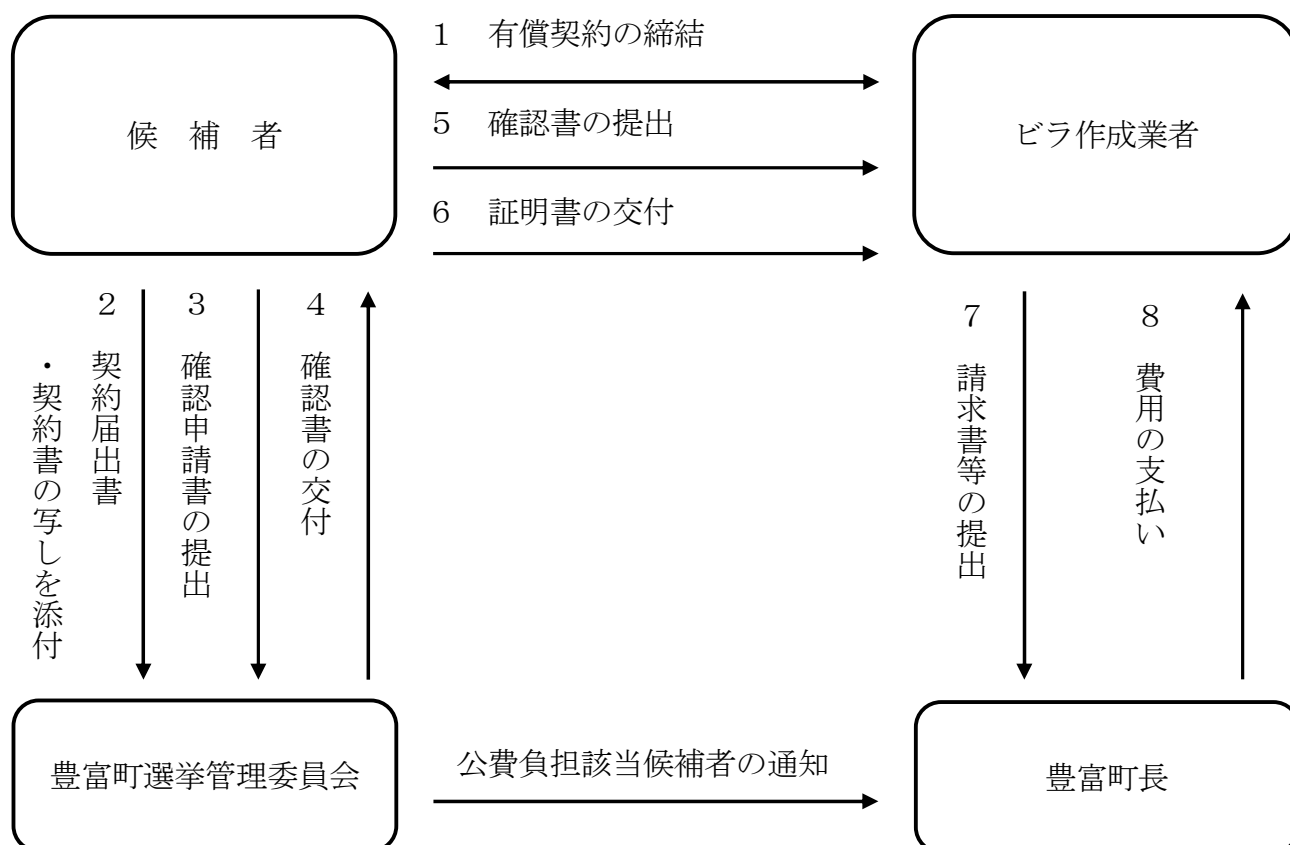 1　有償契約の締結
候　補　者
ビラ作成業者
5　確認書の提出
6　証明書の交付
2　契約届出書
・契約書の写しを添付
3　確認申請書の提出
4　確認書の交付
7　請求書等の提出
8　費用の支払い
豊富町選挙管理委員会
公費負担該当候補者の通知
豊富町長